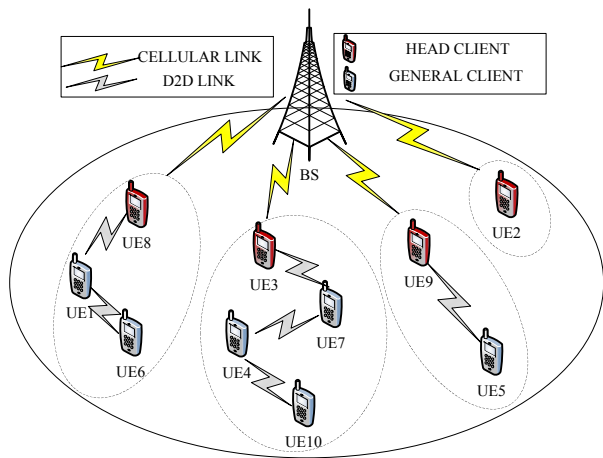 CELLULAR LINK
D2D LINK
HEAD CLIENT
GENERAL CLIENT
BS
UE8
UE2
UE3
UE9
UE1
UE7
UE6
UE4
UE5
UE10